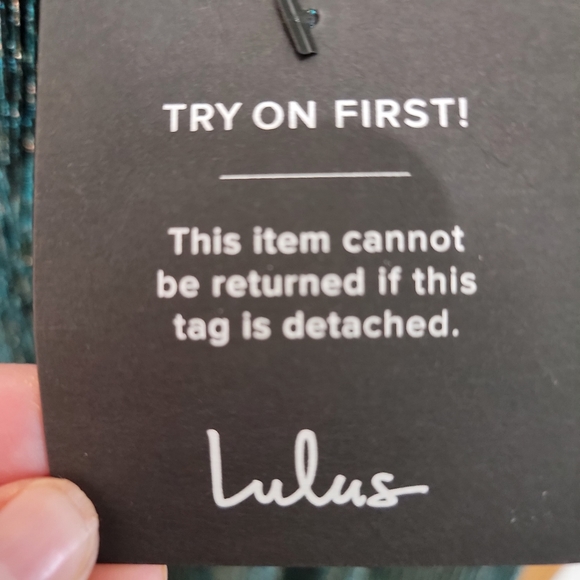 TRY ON FIRST!
This item cannot
be returned if this
tag is detached.
Lulus